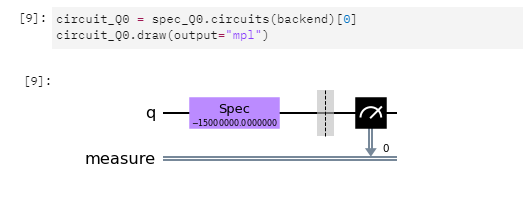 [9]: circuit_Q0 = spec_Q0.circuits(backend)[0]
circuit_Q0.draw(output="mpl")
[9]:
q
Spec
−15000000.0000000
measure
0